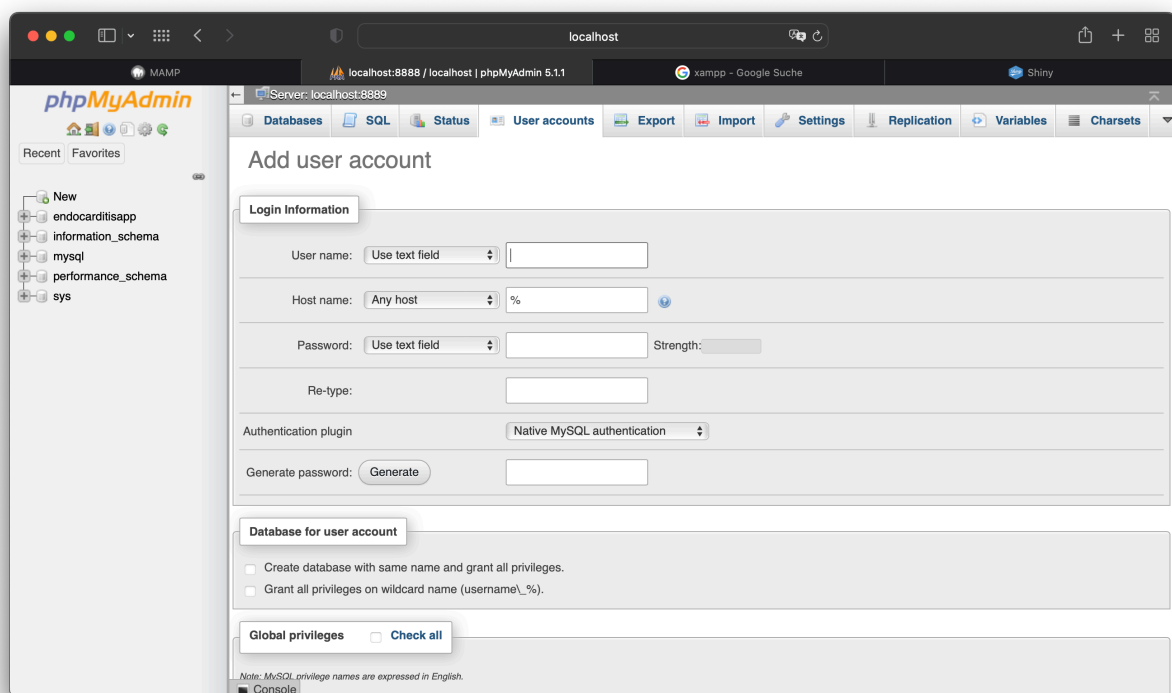 localhost
MAMP
localhost:8888 / localhost | phpMyAdmin 5.1.1
xampp - Google Suche
Shiny
phpMyAdmin
Recent Favorites
New
endocarditisapp
information_schema
mysql
performance_schema
sys
Server: localhost:8889
Databases SQL Status User accounts Export Import Settings Replication Variables Charsets
Add user account
Login Information
User name: Use text field
Host name: Any host %
Password: Use text field Strength:
Re-type:
Authentication plugin Native MySQL authentication
Generate password: Generate
Database for user account
Create database with same name and grant all privileges.
Grant all privileges on wildcard name (username\_%).
Global privileges Check all
Note: MySQL privilege names are expressed in English.
Console